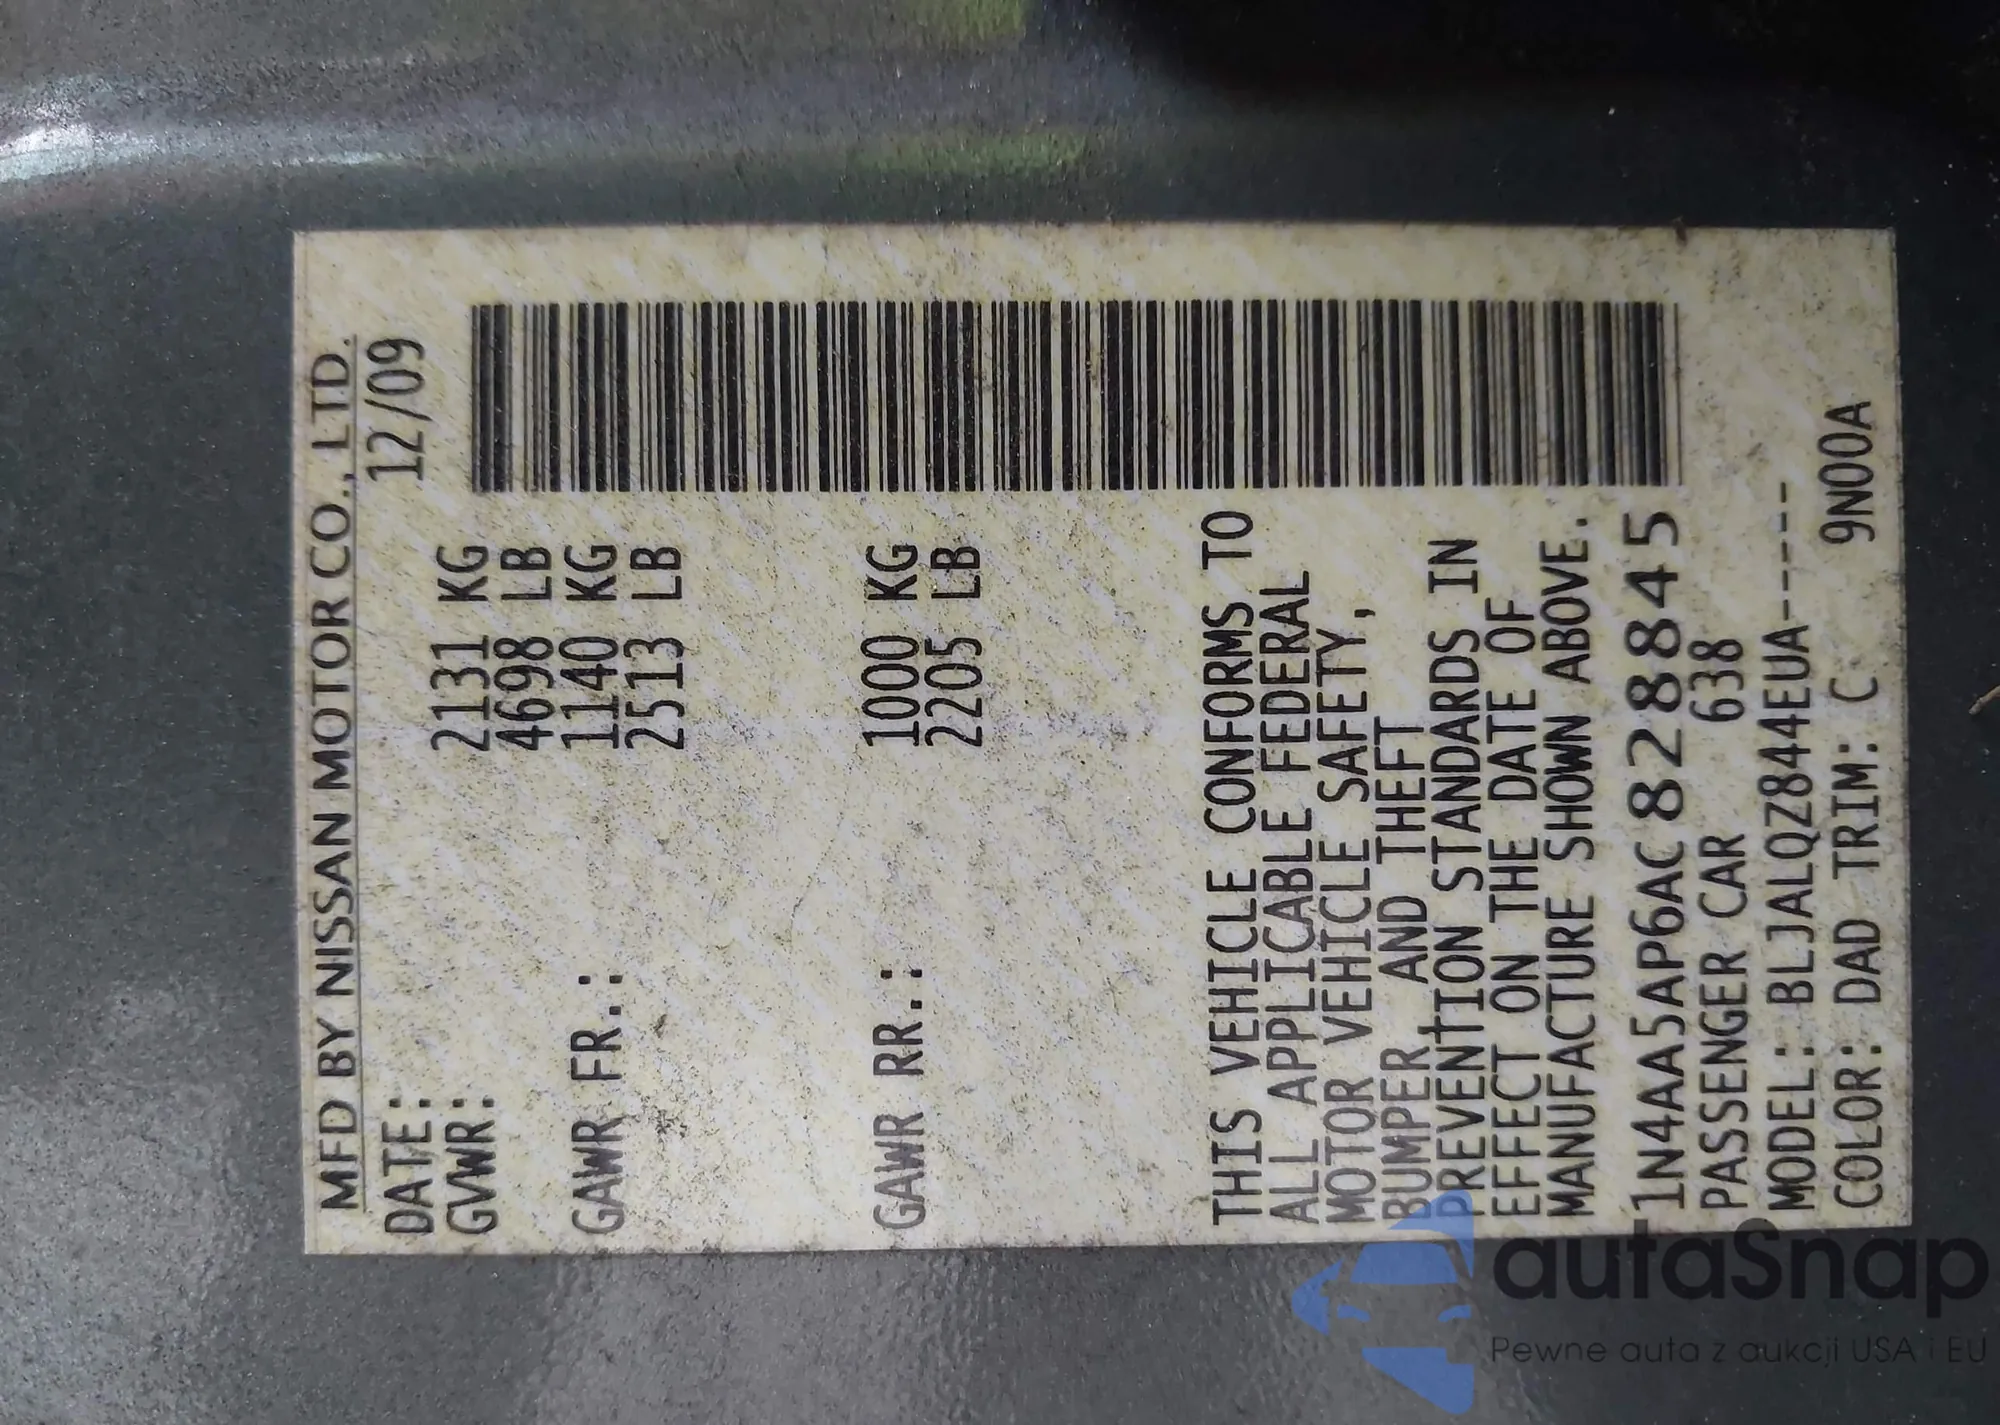 MFD BY NISSAN MOTOR CO., LTD.
DATE: 12/09
GVWR: 2131 KG
4698 LB
GAWR FR.: 1140 KG
2513 LB
GAWR RR.: 1000 KG
2205 LB
THIS VEHICLE CONFORMS TO
ALL APPLICABLE FEDERAL
MOTOR VEHICLE SAFETY,
BUMPER AND THEFT
PREVENTION STANDARDS IN
EFFECT ON THE DATE OF
MANUFACTURE SHOWN ABOVE.
1N4AA5AP6AC828845
PASSENGER CAR 638
MODEL: BLJALQZ844EUA-----
COLOR: DAD TRIM: C 9N00A
autaSnap
Pewne auta z aukcji USA i EU